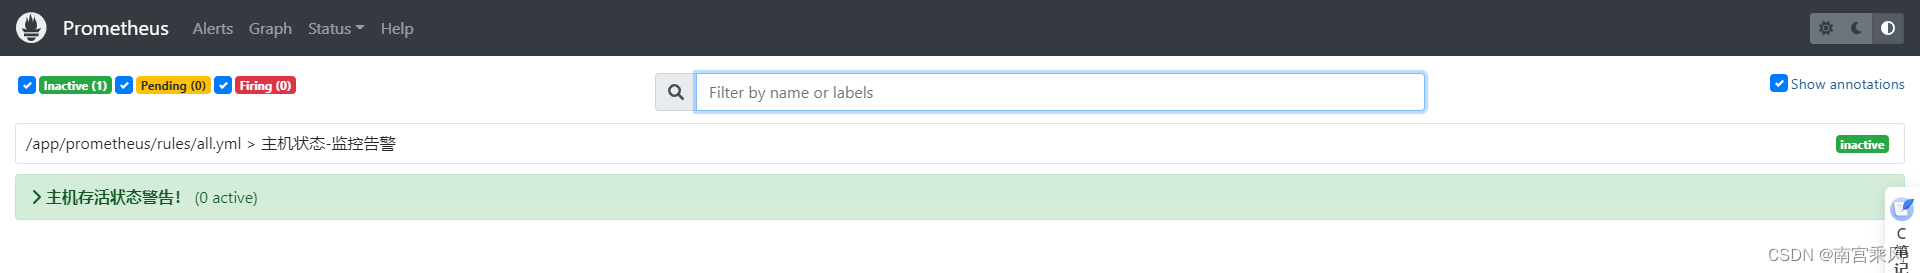 Prometheus Alerts Graph Status Help
Inactive (1) Pending (0) Firing (0) Filter by name or labels Show annotations
/app/prometheus/rules/all.yml > 主机状态-监控告警 inactive
主机存活状态警告! (0 active)
C
笔
记
CSDN @南宫乘风